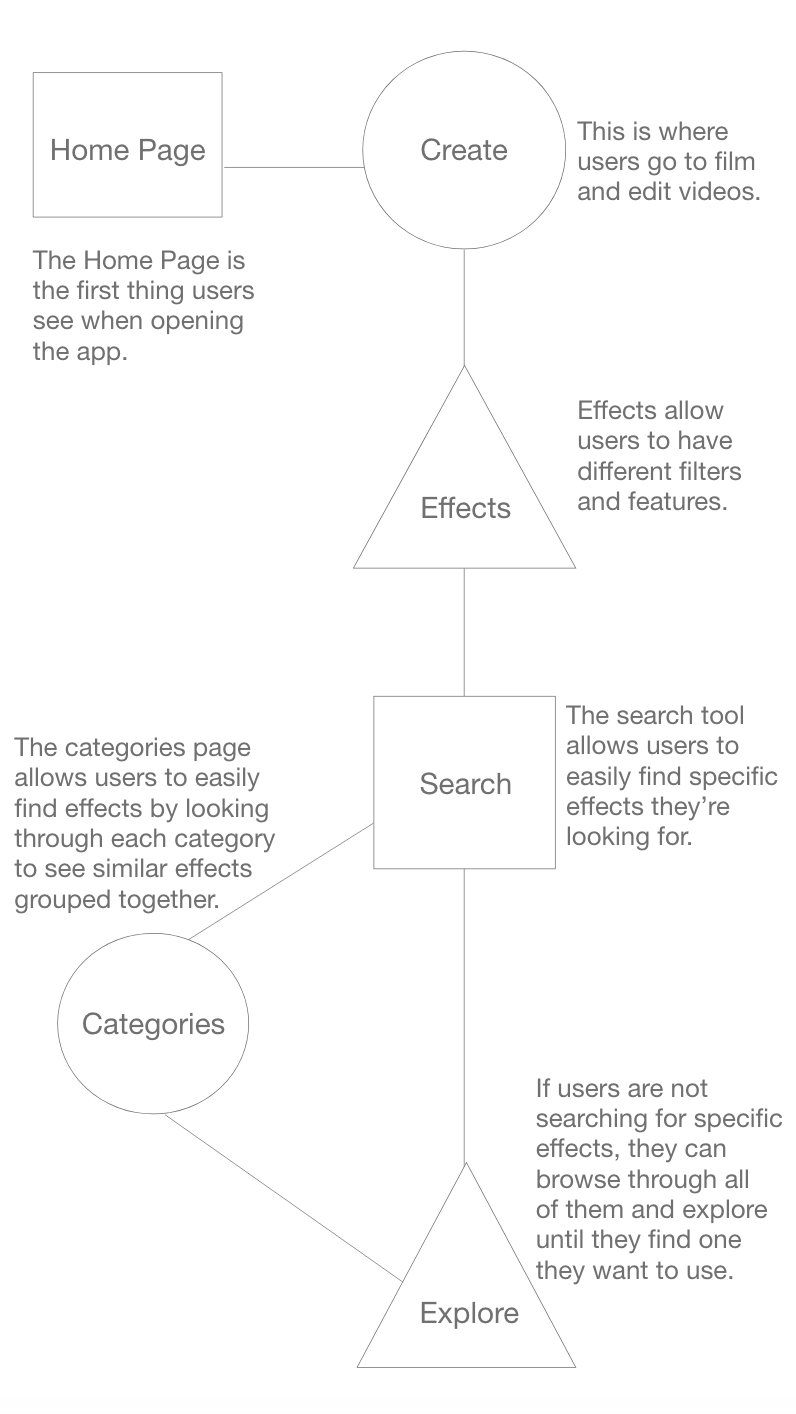 Home Page
Create
This is where
users go to film
and edit videos.
The Home Page is
the first thing users
see when opening
the app.
Effects allow
users to have
different filters
and features.
Effects
The search tool
allows users to
easily find specific
effects they’re
looking for.
Search
The categories page
allows users to easily
find effects by looking
through each category
to see similar effects
grouped together.
Categories
If users are not
searching for specific
effects, they can
browse through all
of them and explore
until they find one
they want to use.
Explore